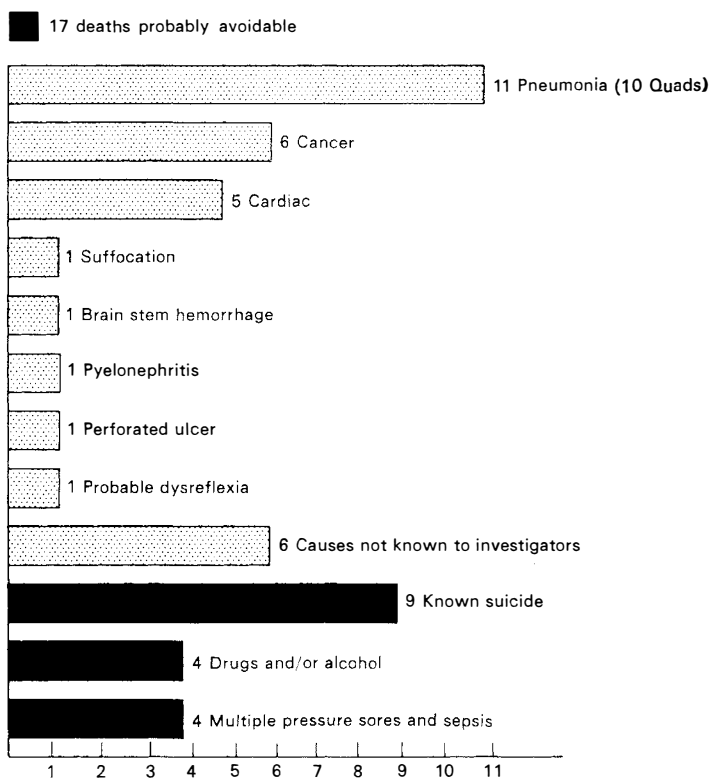 17 deaths probably avoidable
11 Pneumonia (10 Quads)
6 Cancer
5 Cardiac
1 Suffocation
1 Brain stem hemorrhage
1 Pyelonephritis
1 Perforated ulcer
1 Probable dysreflexia
6 Causes not known to investigators
9 Known suicide
4 Drugs and/or alcohol
4 Multiple pressure sores and sepsis
1 2 3 4 5 6 7 8 9 10 11